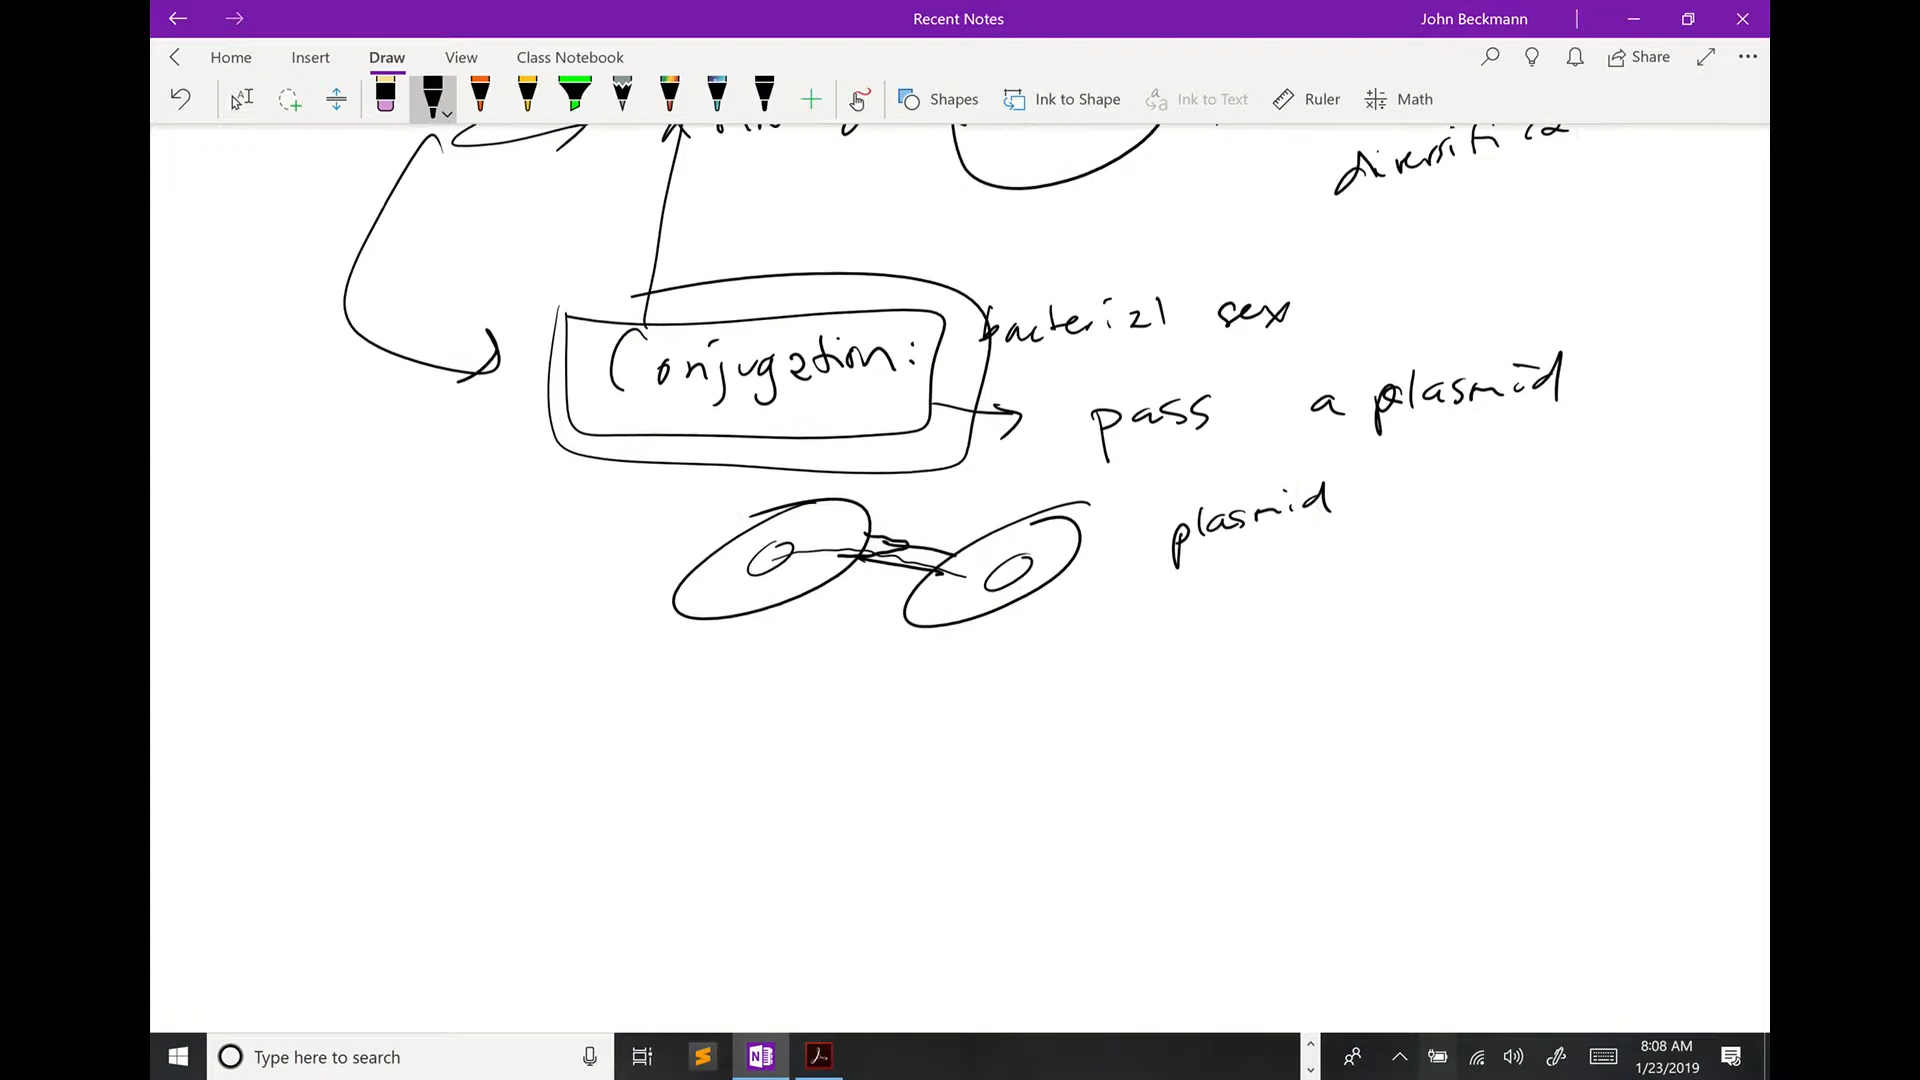 Recent Notes
John Beckmann
Home Insert Draw View Class Notebook
Share
Shapes Ink to Shape Ink to Text Ruler Math
bacterial sex
Conjugation:
pass a plasmid
plasmid
Type here to search
8:08 AM
1/23/2019